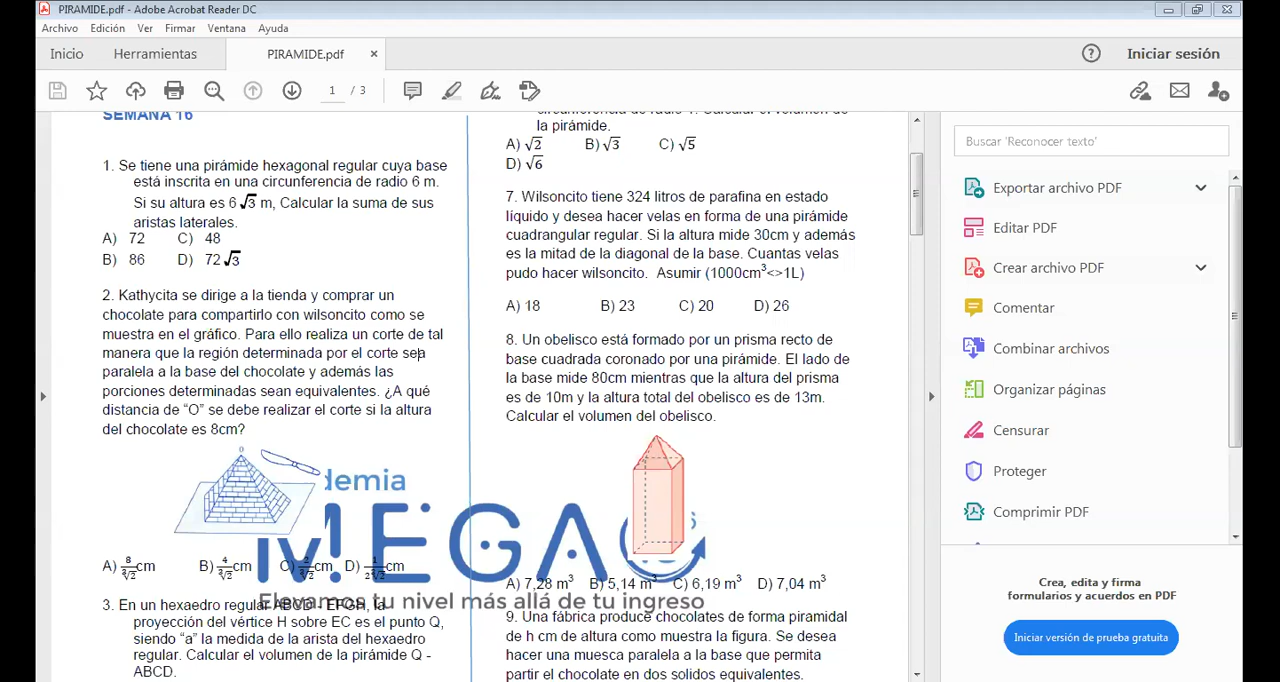 PIRAMIDE.pdf - Adobe Acrobat Reader DC
Archivo Edición Ver Firmar Ventana Ayuda
Inicio Herramientas PIRAMIDE.pdf × Iniciar sesión
1 / 3
SEMANA 16
1. Se tiene una pirámide hexagonal regular cuya base
está inscrita en una circunferencia de radio 6 m.
Si su altura es 6 √3 m, Calcular la suma de sus
aristas laterales.
A) 72 C) 48
B) 86 D) 72 √3
2. Kathycita se dirige a la tienda y comprar un
chocolate para compartirlo con wilsoncito como se
muestra en el gráfico. Para ello realiza un corte de tal
manera que la región determinada por el corte sea
paralela a la base del chocolate y además las
porciones determinadas sean equivalentes. ¿A qué
distancia de “O” se debe realizar el corte si la altura
del chocolate es 8cm?
O
A) 8/∛2 cm B) 4/∛2 cm C) 2/∛2 cm D) 1/2∛2 cm
3. En un hexaedro regular ABCD - EFGH, la
proyección del vértice H sobre EC es el punto Q,
siendo “a” la medida de la arista del hexaedro
regular. Calcular el volumen de la pirámide Q -
ABCD.
la pirámide.
A) √2 B) √3 C) √5
D) √6
7. Wilsoncito tiene 324 litros de parafina en estado
líquido y desea hacer velas en forma de una pirámide
cuadrangular regular. Si la altura mide 30cm y además
es la mitad de la diagonal de la base. Cuantas velas
pudo hacer wilsoncito. Asumir (1000cm³<>1L)
A) 18 B) 23 C) 20 D) 26
8. Un obelisco está formado por un prisma recto de
base cuadrada coronado por una pirámide. El lado de
la base mide 80cm mientras que la altura del prisma
es de 10m y la altura total del obelisco es de 13m.
Calcular el volumen del obelisco.
A) 7,28 m³ B) 5,14 m³ C) 6,19 m³ D) 7,04 m³
9. Una fábrica produce chocolates de forma piramidal
de h cm de altura como muestra la figura. Se desea
hacer una muesca paralela a la base que permita
partir el chocolate en dos solidos equivalentes.
demia
OMEGA
Elevamos tu nivel más allá de tu ingreso
Buscar 'Reconocer texto'
Exportar archivo PDF
Editar PDF
Crear archivo PDF
Comentar
Combinar archivos
Organizar páginas
Censurar
Proteger
Comprimir PDF
Crea, edita y firma
formularios y acuerdos en PDF
Iniciar versión de prueba gratuita